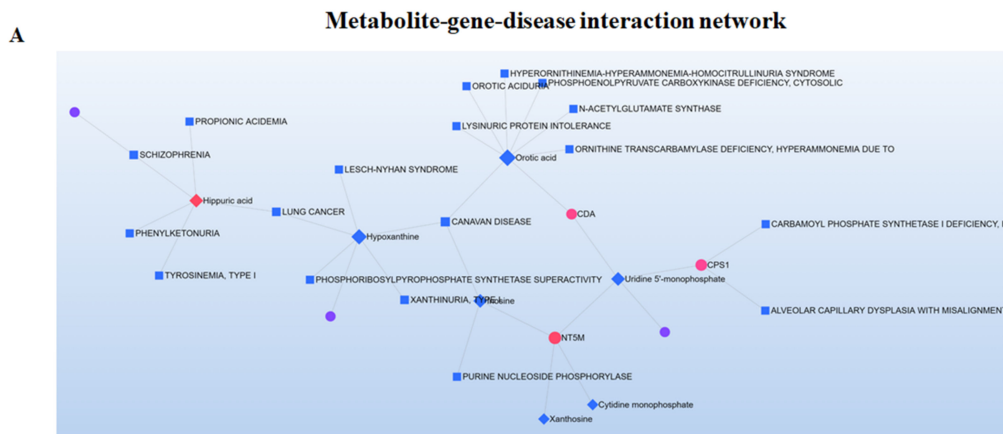 Metabolite-gene-disease interaction network
A
HYPERORNITHINEMIA-HYPERAMMONEMIA-HOMOCITRULLINURIA SYNDROME
OROTIC ACIDURIA
PHOSPHOENOLPYRUVATE CARBOXYKINASE DEFICIENCY, CYTOSOLIC
N-ACETYLGLUTAMATE SYNTHASE
PROPIONIC ACIDEMIA
LYSINURIC PROTEIN INTOLERANCE
ORNITHINE TRANSCARBAMYLASE DEFICIENCY, HYPERAMMONEMIA DUE TO
SCHIZOPHRENIA
Orotic acid
LESCH-NYHAN SYNDROME
Hippuric acid
LUNG CANCER
CDA
CANAVAN DISEASE
CARBAMOYL PHOSPHATE SYNTHETASE I DEFICIENCY,
PHENYLKETONURIA
Hypoxanthine
CPS1
TYROSINEMIA, TYPE I
PHOSPHORIBOSYLPYROPHOSPHATE SYNTHETASE SUPERACTIVITY
Uridine 5'-monophosphate
XANTHINURIA, TYPE I
Inosine
ALVEOLAR CAPILLARY DYSPLASIA WITH MISALIGNMEN
NT5M
PURINE NUCLEOSIDE PHOSPHORYLASE
Cytidine monophosphate
Xanthosine